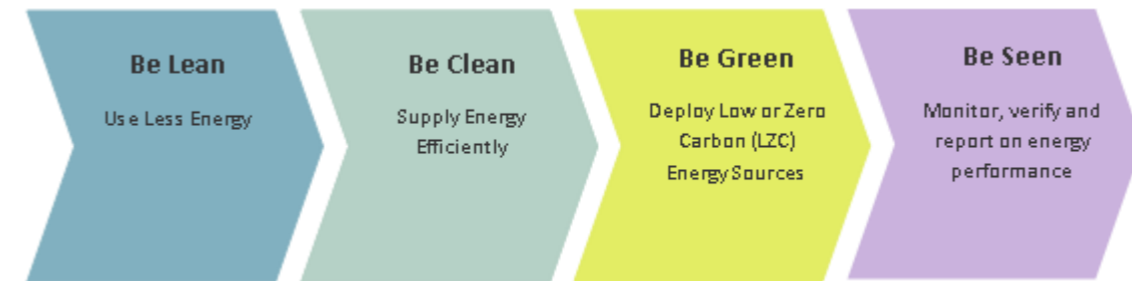 Be Lean
Use Less Energy
Be Clean
Supply Energy
Efficiently
Be Green
Deploy Low or Zero
Carbon (LZC)
Energy Sources
Be Seen
Monitor, verify and
report on energy
performance